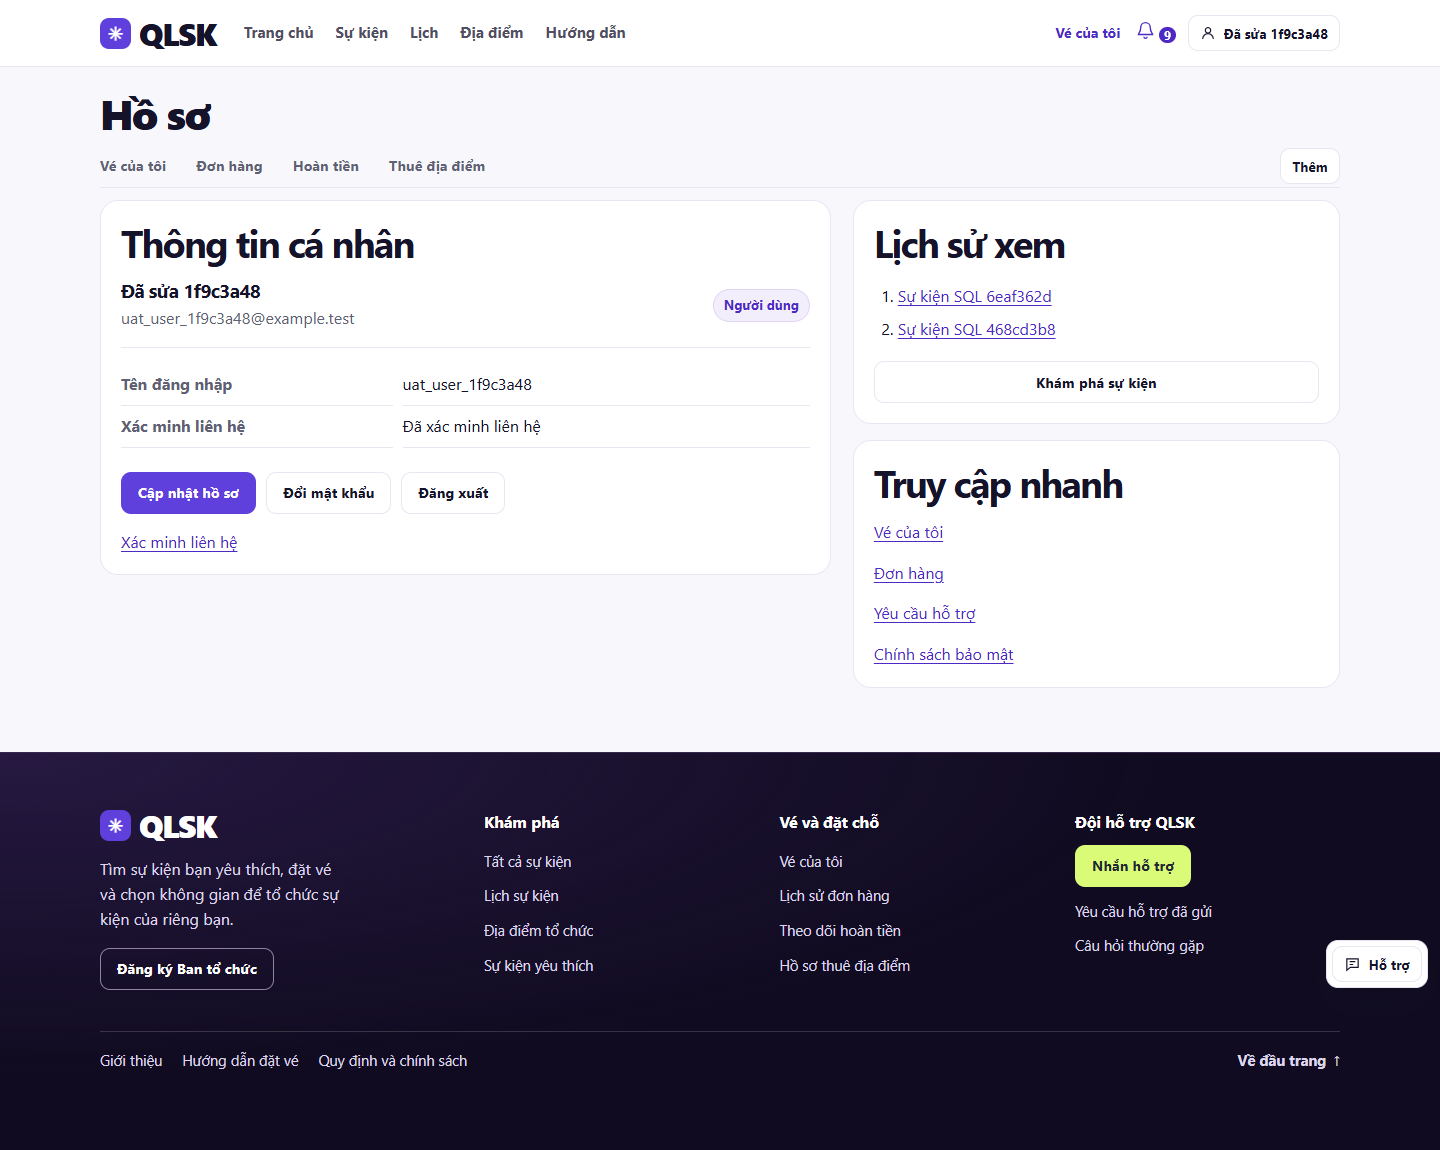 QLSK
Trang chủ
Sự kiện
Lịch
Địa điểm
Hướng dẫn
Vé của tôi
9
Đã sửa 1f9c3a48
Hồ sơ
Vé của tôi
Đơn hàng
Hoàn tiền
Thuê địa điểm
Thêm
Thông tin cá nhân
Đã sửa 1f9c3a48
uat_user_1f9c3a48@example.test
Người dùng
Tên đăng nhập
uat_user_1f9c3a48
Xác minh liên hệ
Đã xác minh liên hệ
Cập nhật hồ sơ
Đổi mật khẩu
Đăng xuất
Xác minh liên hệ
Lịch sử xem
1. Sự kiện SQL 6eaf362d
2. Sự kiện SQL 468cd3b8
Khám phá sự kiện
Truy cập nhanh
Vé của tôi
Đơn hàng
Yêu cầu hỗ trợ
Chính sách bảo mật
QLSK
Tìm sự kiện bạn yêu thích, đặt vé
và chọn không gian để tổ chức sự
kiện của riêng bạn.
Đăng ký Ban tổ chức
Khám phá
Tất cả sự kiện
Lịch sự kiện
Địa điểm tổ chức
Sự kiện yêu thích
Vé và đặt chỗ
Vé của tôi
Lịch sử đơn hàng
Theo dõi hoàn tiền
Hồ sơ thuê địa điểm
Đội hỗ trợ QLSK
Nhắn hỗ trợ
Yêu cầu hỗ trợ đã gửi
Câu hỏi thường gặp
Hỗ trợ
Giới thiệu
Hướng dẫn đặt vé
Quy định và chính sách
Về đầu trang ↑